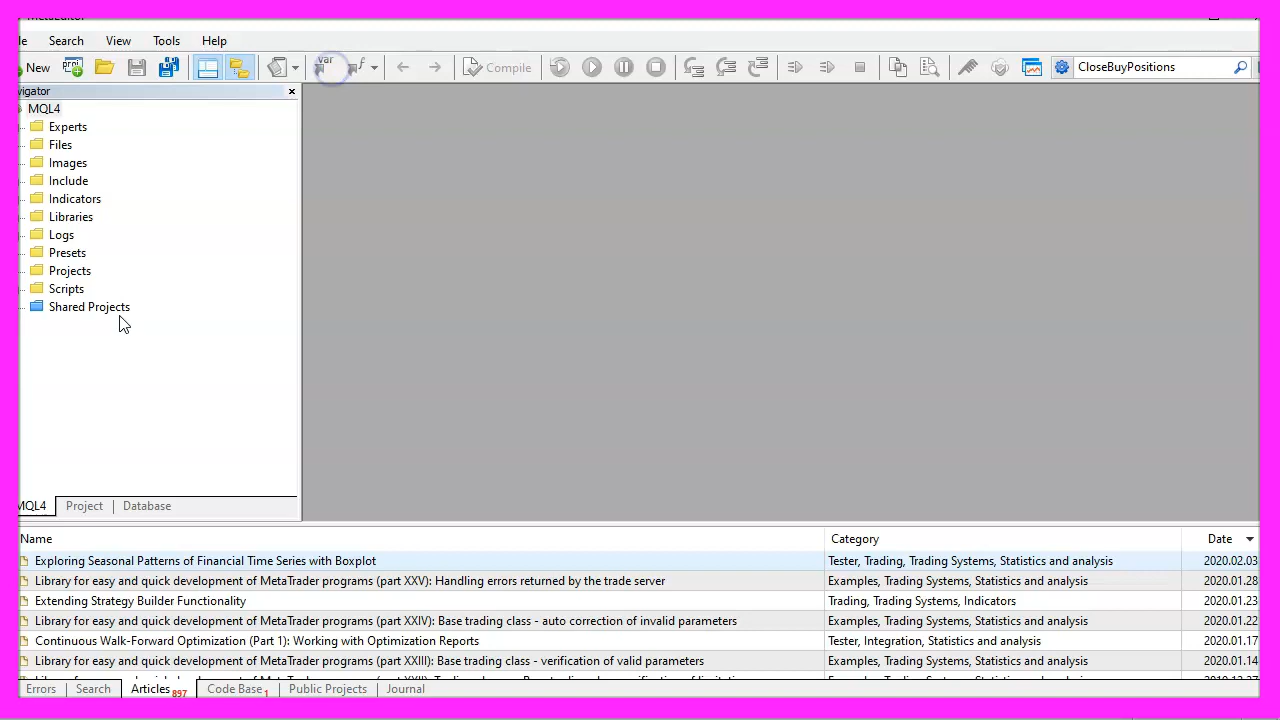 MetaEditor
le Search View Tools Help
New var f Compile CloseBuyPositions
vigator
MQL4
Experts
Files
Images
Include
Indicators
Libraries
Logs
Presets
Projects
Scripts
Shared Projects
MQL4 Project Database
Name Category Date
Exploring Seasonal Patterns of Financial Time Series with Boxplot Tester, Trading, Trading Systems, Statistics and analysis 2020.02.03
Library for easy and quick development of MetaTrader programs (part XXV): Handling errors returned by the trade server Examples, Trading Systems, Statistics and analysis 2020.01.28
Extending Strategy Builder Functionality Trading, Trading Systems, Indicators 2020.01.23
Library for easy and quick development of MetaTrader programs (part XXIV): Base trading class - auto correction of invalid parameters Examples, Trading Systems, Statistics and analysis 2020.01.22
Continuous Walk-Forward Optimization (Part 1): Working with Optimization Reports Tester, Integration, Statistics and analysis 2020.01.17
Library for easy and quick development of MetaTrader programs (part XXIII): Base trading class - verification of valid parameters Examples, Trading Systems, Statistics and analysis 2020.01.14
Errors Search Articles 897 Code Base 1 Public Projects Journal